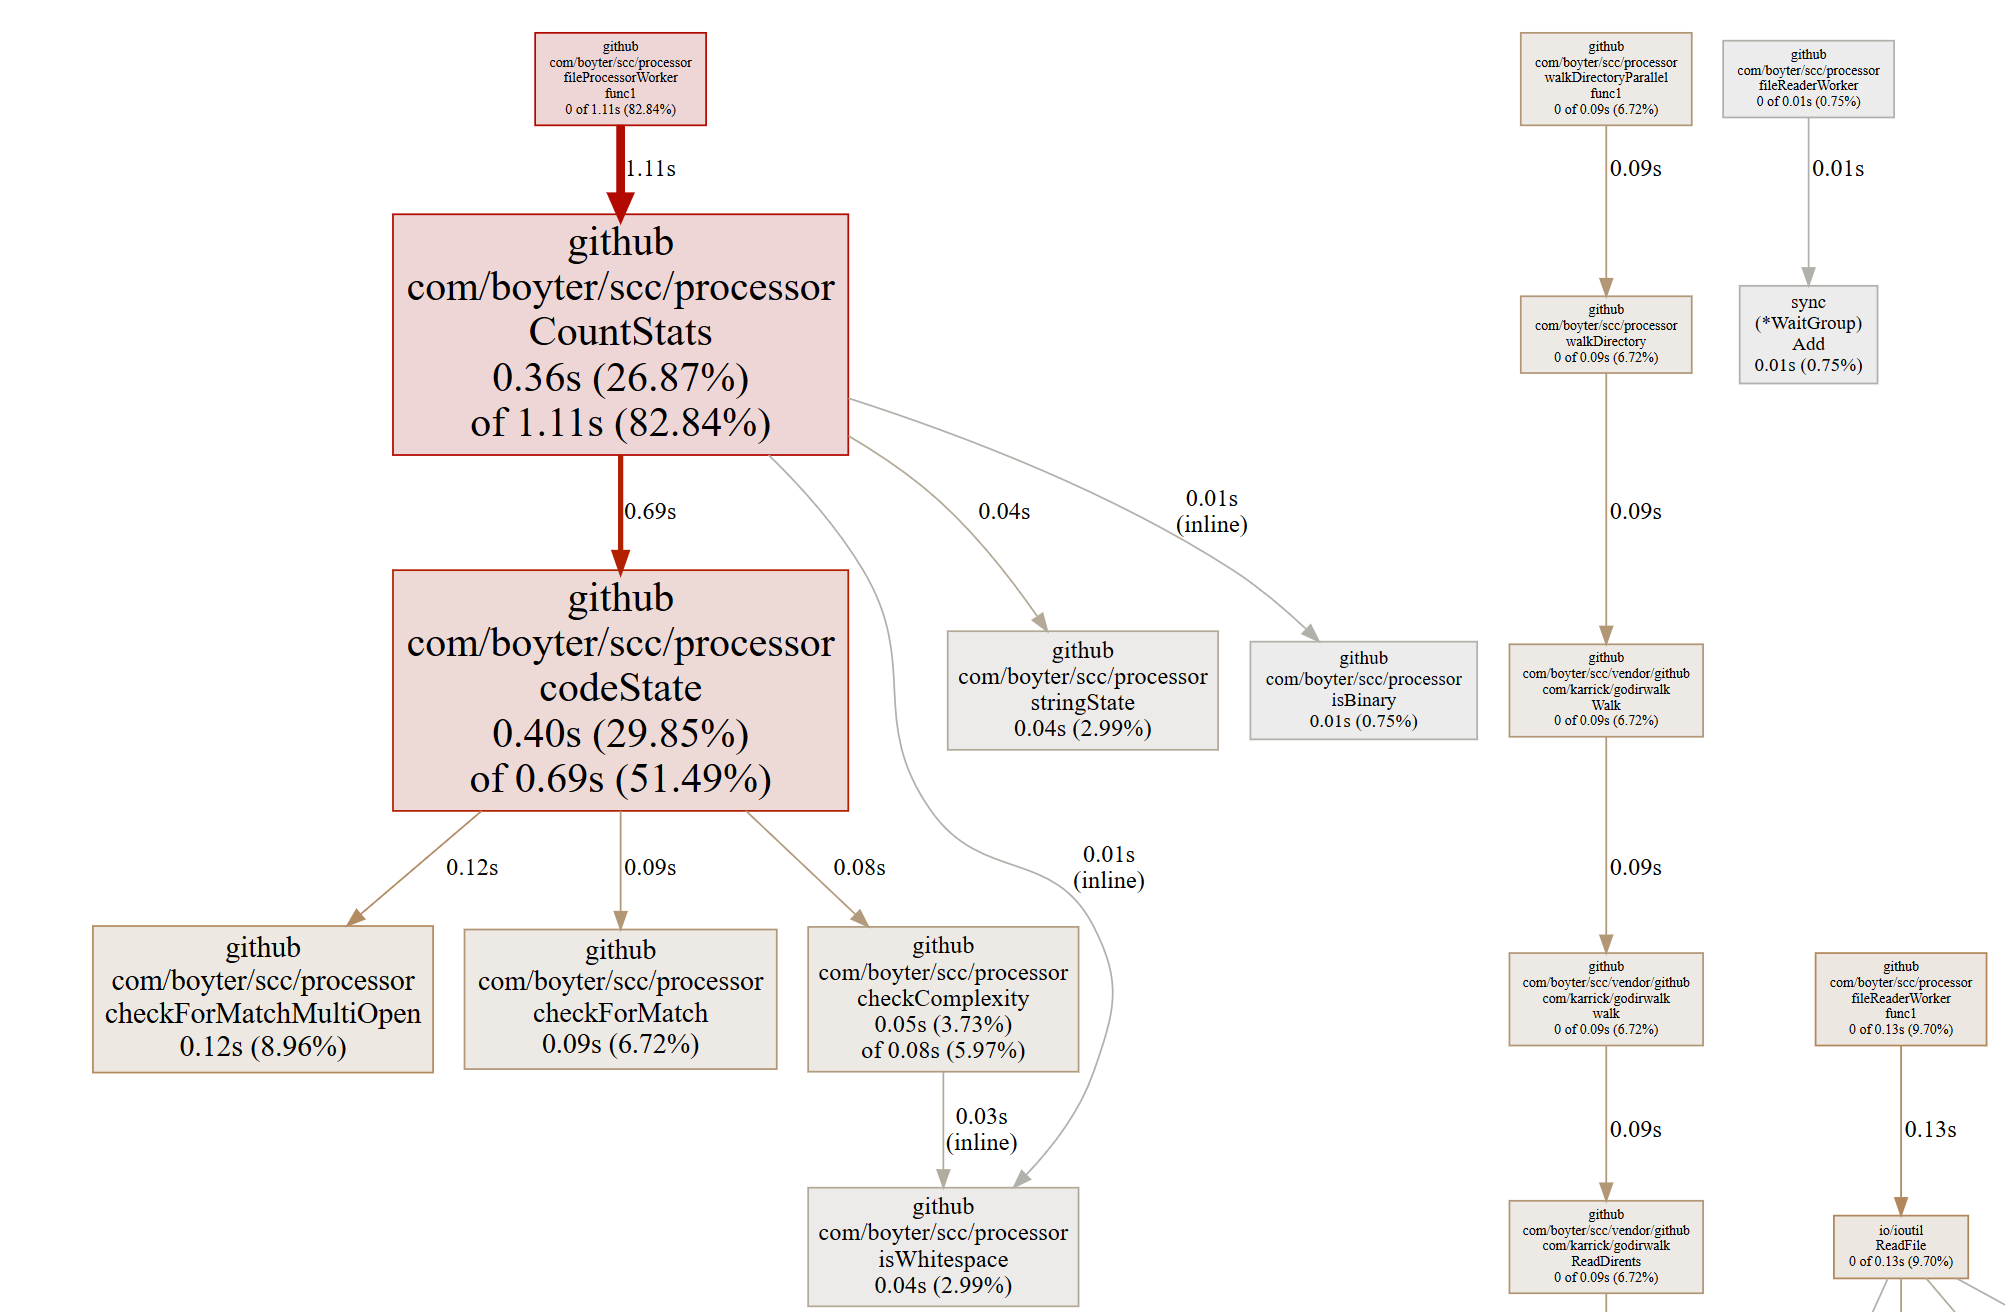 github
com/boyter/scc/processor
fileProcessorWorker
func1
0 of 1.11s (82.84%)
github
com/boyter/scc/processor
walkDirectoryParallel
func1
0 of 0.09s (6.72%)
github
com/boyter/scc/processor
fileReaderWorker
0 of 0.01s (0.75%)
1.11s
0.09s
0.01s
github
com/boyter/scc/processor
CountStats
0.36s (26.87%)
of 1.11s (82.84%)
github
com/boyter/scc/processor
walkDirectory
0 of 0.09s (6.72%)
sync
(*WaitGroup)
Add
0.01s (0.75%)
0.69s
0.04s
0.01s
(inline)
0.09s
github
com/boyter/scc/processor
codeState
0.40s (29.85%)
of 0.69s (51.49%)
github
com/boyter/scc/processor
stringState
0.04s (2.99%)
github
com/boyter/scc/processor
isBinary
0.01s (0.75%)
github
com/boyter/scc/vendor/github
com/karrick/godirwalk
Walk
0 of 0.09s (6.72%)
0.12s
0.09s
0.08s
0.01s
(inline)
0.09s
github
com/boyter/scc/processor
checkForMatchMultiOpen
0.12s (8.96%)
github
com/boyter/scc/processor
checkForMatch
0.09s (6.72%)
github
com/boyter/scc/processor
checkComplexity
0.05s (3.73%)
of 0.08s (5.97%)
github
com/boyter/scc/vendor/github
com/karrick/godirwalk
walk
0 of 0.09s (6.72%)
github
com/boyter/scc/processor
fileReaderWorker
func1
0 of 0.13s (9.70%)
0.03s
(inline)
0.09s
0.13s
github
com/boyter/scc/processor
isWhitespace
0.04s (2.99%)
github
com/boyter/scc/vendor/github
com/karrick/godirwalk
ReadDirents
0 of 0.09s (6.72%)
io/ioutil
ReadFile
0 of 0.13s (9.70%)